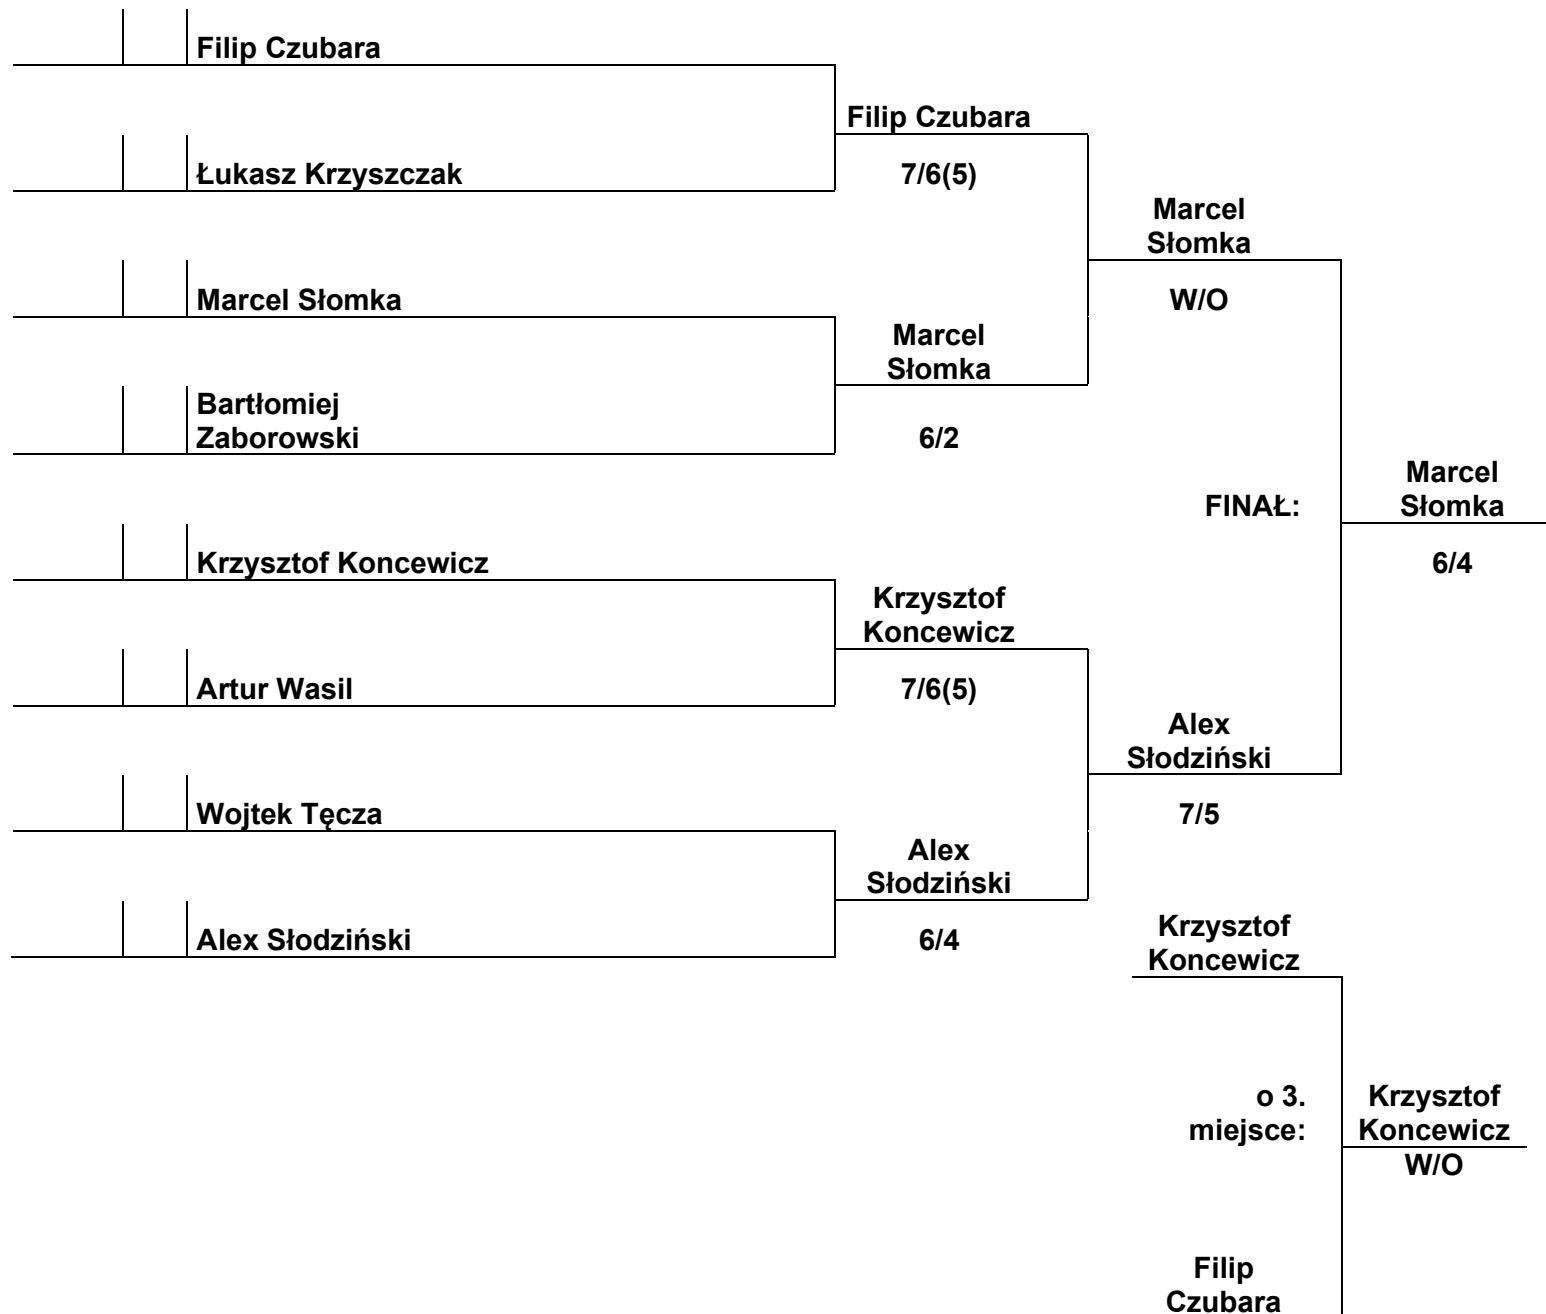 Filip Czubara
Filip Czubara
Łukasz Krzyszczak
7/6(5)
Marcel
Słomka
Marcel Słomka
W/O
Marcel
Słomka
Bartłomiej
Zaborowski
6/2
Marcel
Słomka
FINAŁ:
Krzysztof Koncewicz
6/4
Krzysztof
Koncewicz
Artur Wasil
7/6(5)
Alex
Słodziński
Wojtek Tęcza
7/5
Alex
Słodziński
Alex Słodziński
6/4
Krzysztof
Koncewicz
o 3.
miejsce:
Krzysztof
Koncewicz
W/O
Filip
Czubara